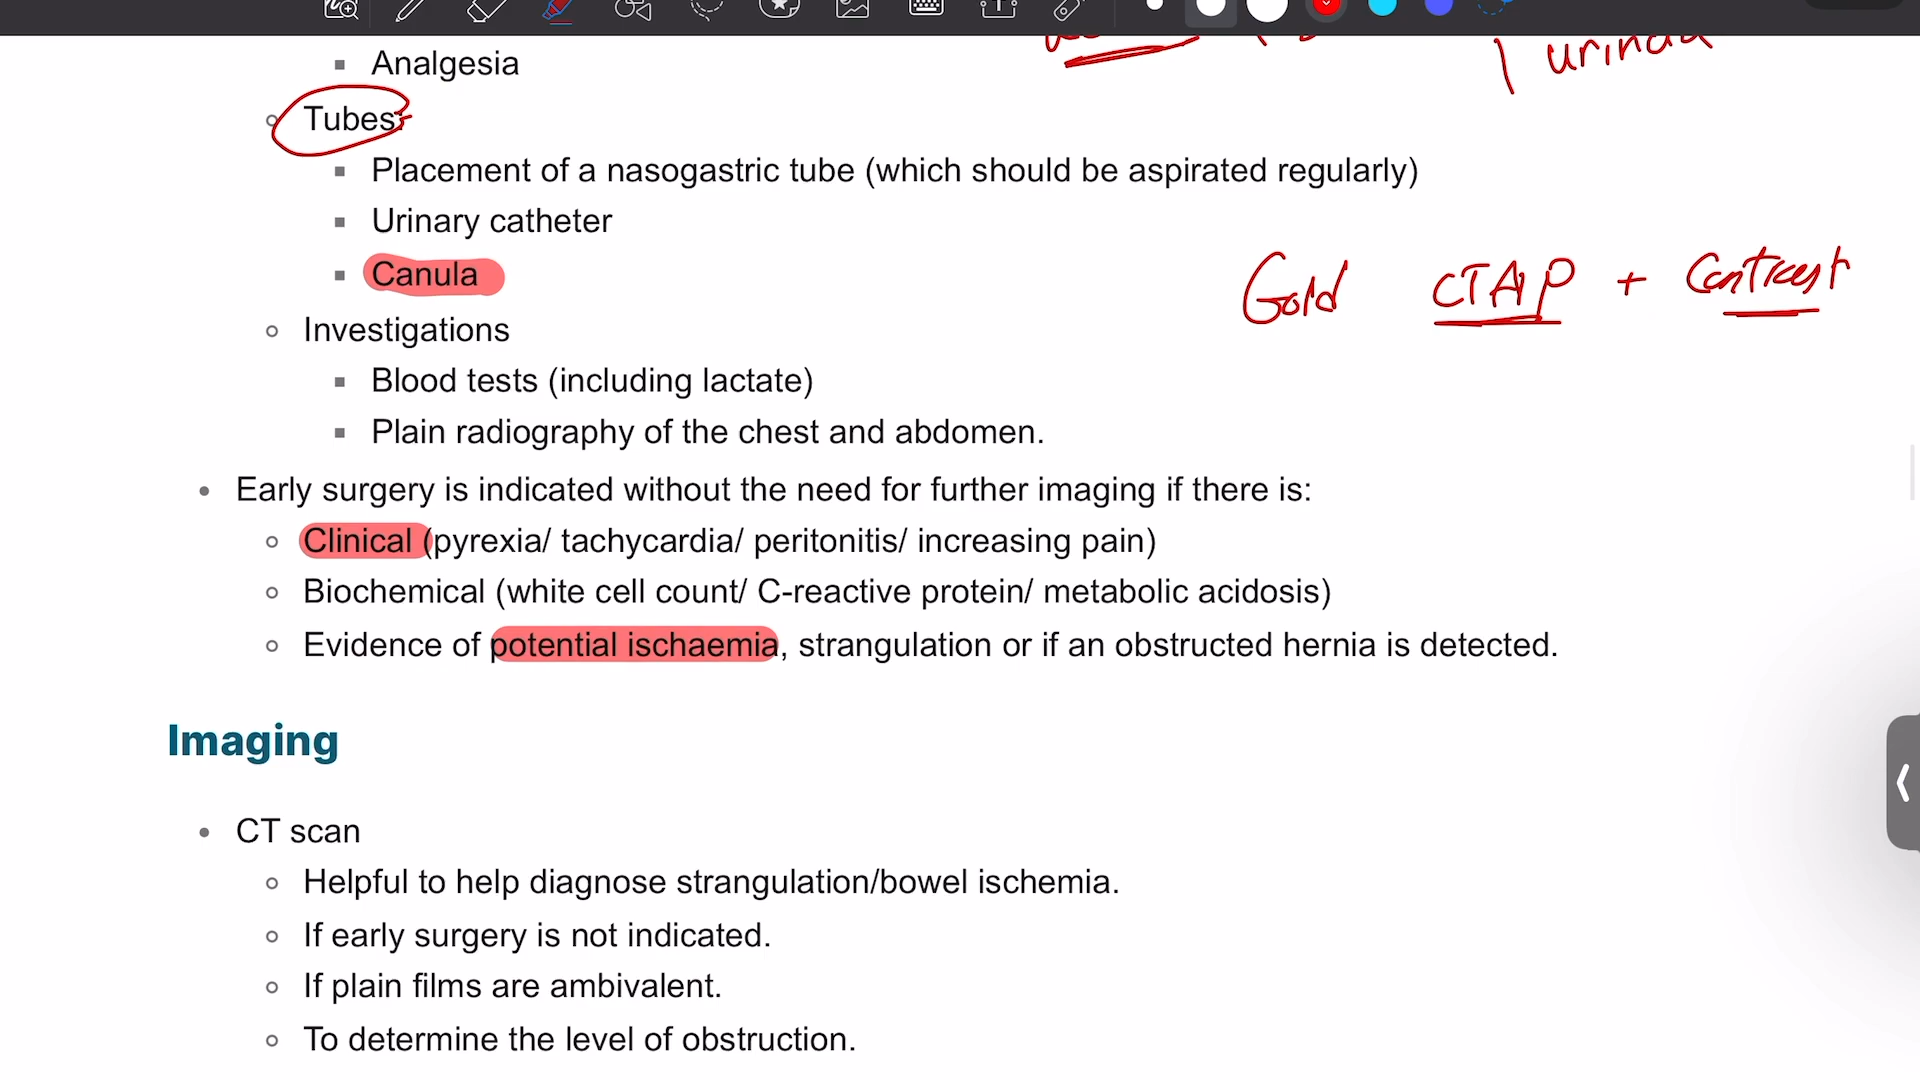 Analgesia
1 urina
Tubes:
Placement of a nasogastric tube (which should be aspirated regularly)
Urinary catheter
Canula
Gold CTAP + Contrast
Investigations
Blood tests (including lactate)
Plain radiography of the chest and abdomen.
Early surgery is indicated without the need for further imaging if there is:
Clinical (pyrexia/ tachycardia/ peritonitis/ increasing pain)
Biochemical (white cell count/ C-reactive protein/ metabolic acidosis)
Evidence of potential ischaemia, strangulation or if an obstructed hernia is detected.
Imaging
CT scan
Helpful to help diagnose strangulation/bowel ischemia.
If early surgery is not indicated.
If plain films are ambivalent.
To determine the level of obstruction.